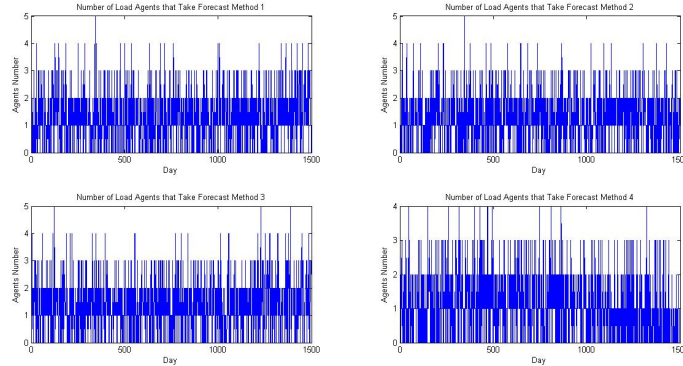 Number of Load Agents that Take Forecast Method 1
5
4
3
2
1
0
Agents Number
0 500 1000 1500
Day
Number of Load Agents that Take Forecast Method 2
5
4
3
2
1
0
Agents Number
0 500 1000 1500
Day
Number of Load Agents that Take Forecast Method 3
5
4
3
2
1
0
Agents Number
0 500 1000 1500
Day
Number of Load Agents that Take Forecast Method 4
4
3
2
1
0
Agents Number
0 500 1000 1500
Day